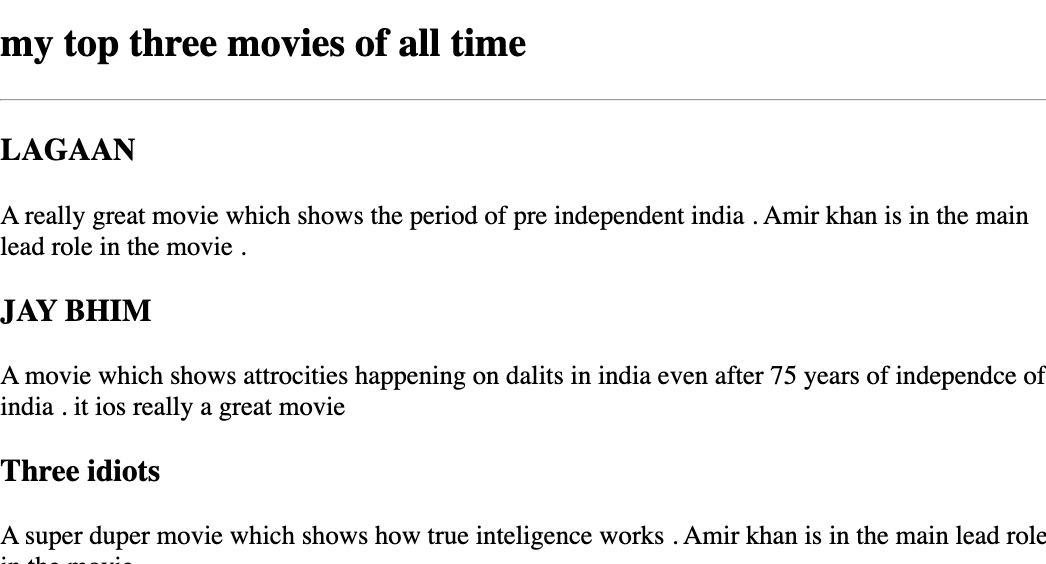 my top three movies of all time
LAGAAN
A really great movie which shows the period of pre independent india . Amir khan is in the main
lead role in the movie .
JAY BHIM
A movie which shows attrocities happening on dalits in india even after 75 years of independce of
india . it ios really a great movie
Three idiots
A super duper movie which shows how true inteligence works . Amir khan is in the main lead role
in the movie